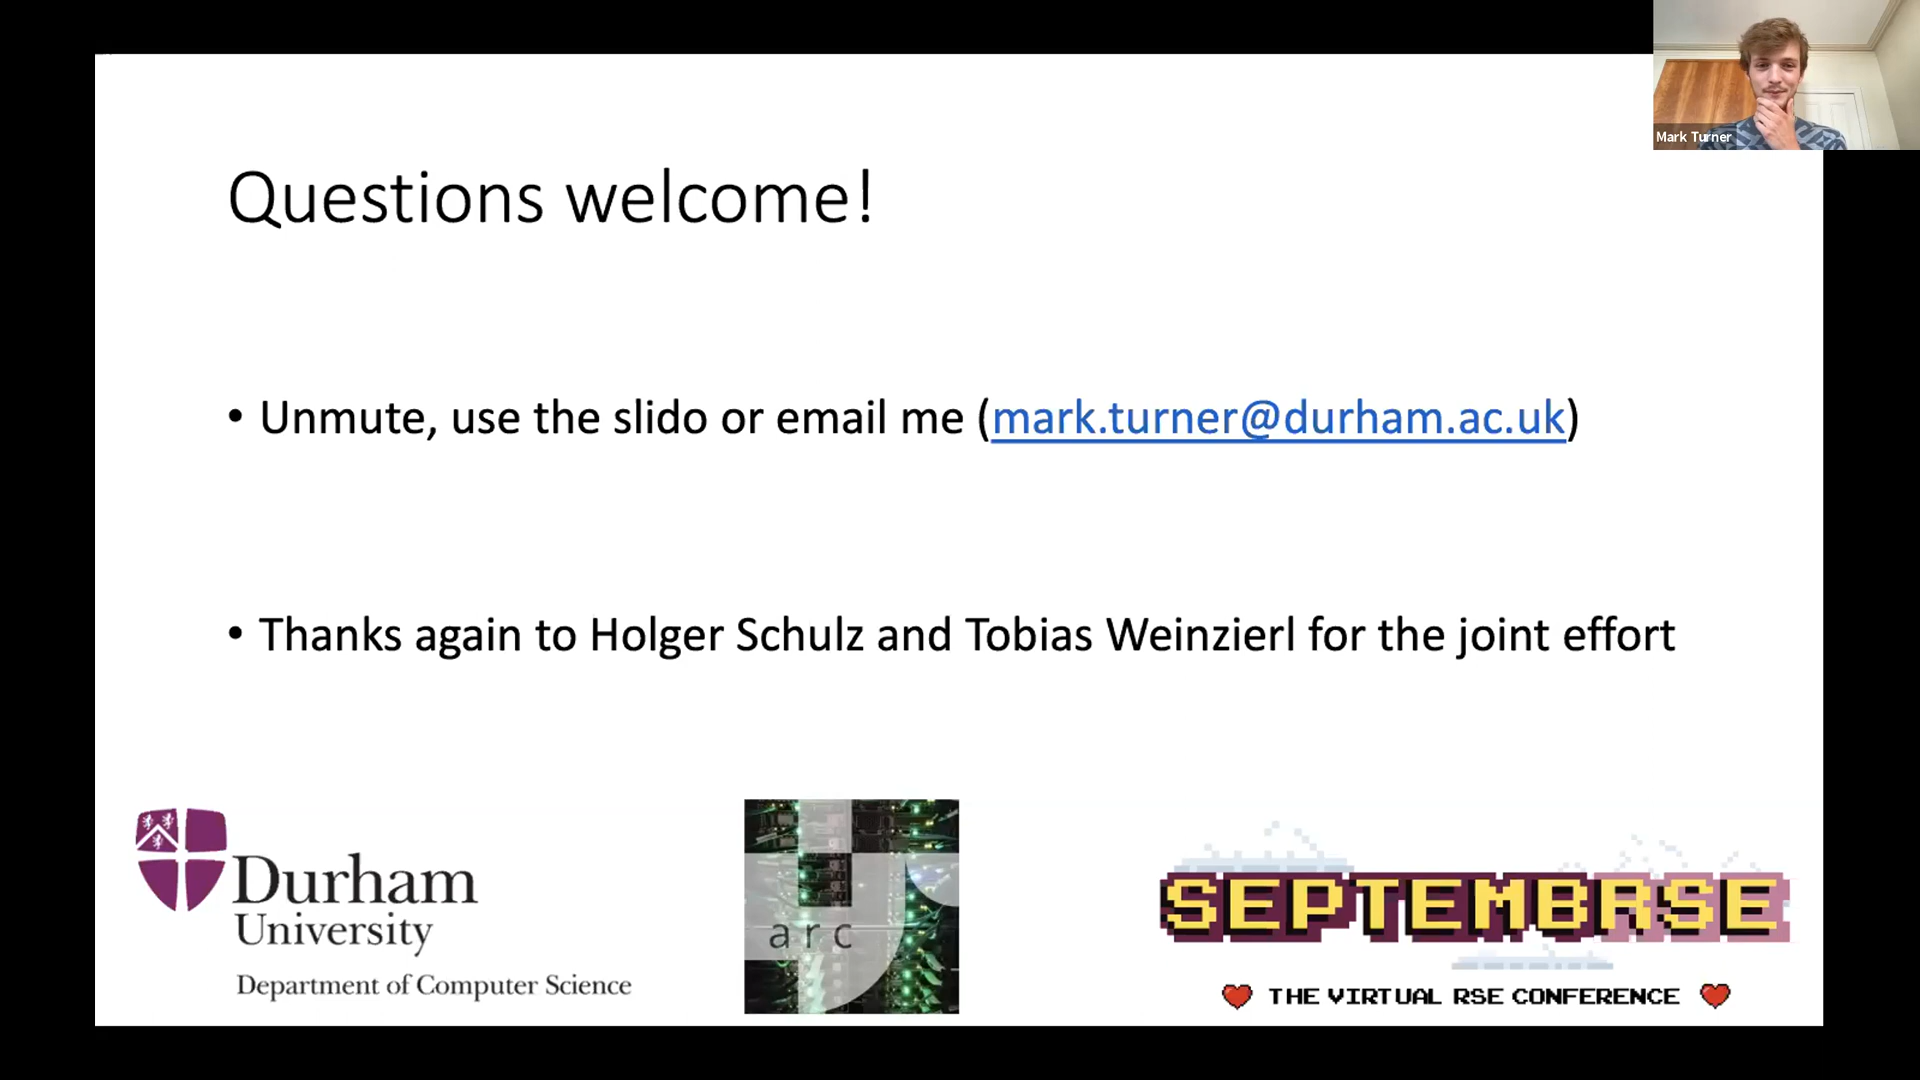 Mark Turner
Questions welcome!
• Unmute, use the slido or email me (mark.turner@durham.ac.uk)
• Thanks again to Holger Schulz and Tobias Weinzierl for the joint effort
Durham
University
Department of Computer Science
arc
SEPTEMBRSE
THE VIRTUAL RSE CONFERENCE